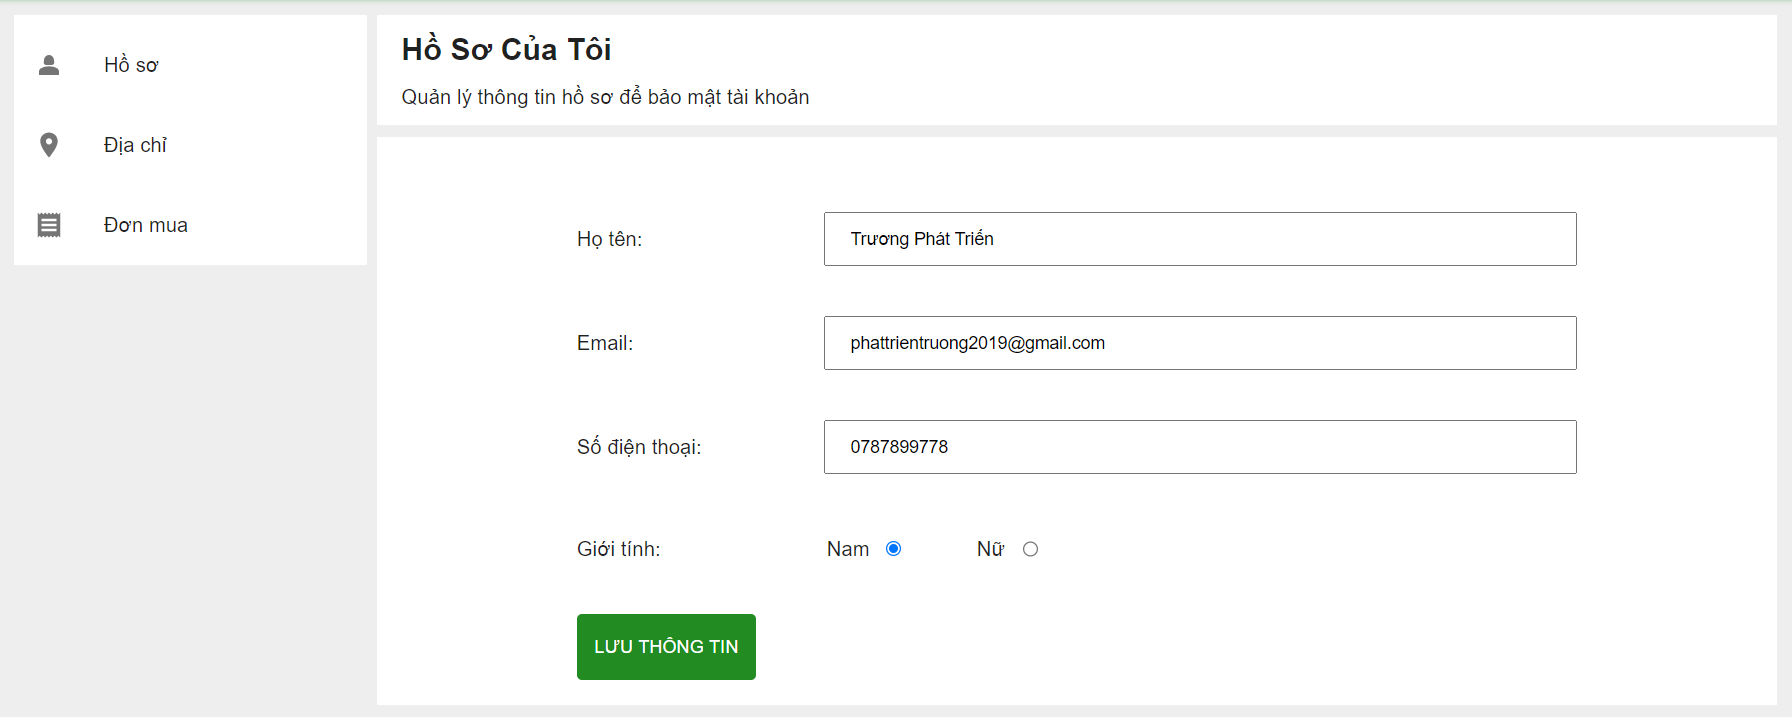 Hồ sơ
Địa chỉ
Đơn mua
Hồ Sơ Của Tôi
Quản lý thông tin hồ sơ để bảo mật tài khoản
Họ tên: Trương Phát Triển
Email: phattrientruong2019@gmail.com
Số điện thoại: 0787899778
Giới tính: Nam Nữ
LƯU THÔNG TIN